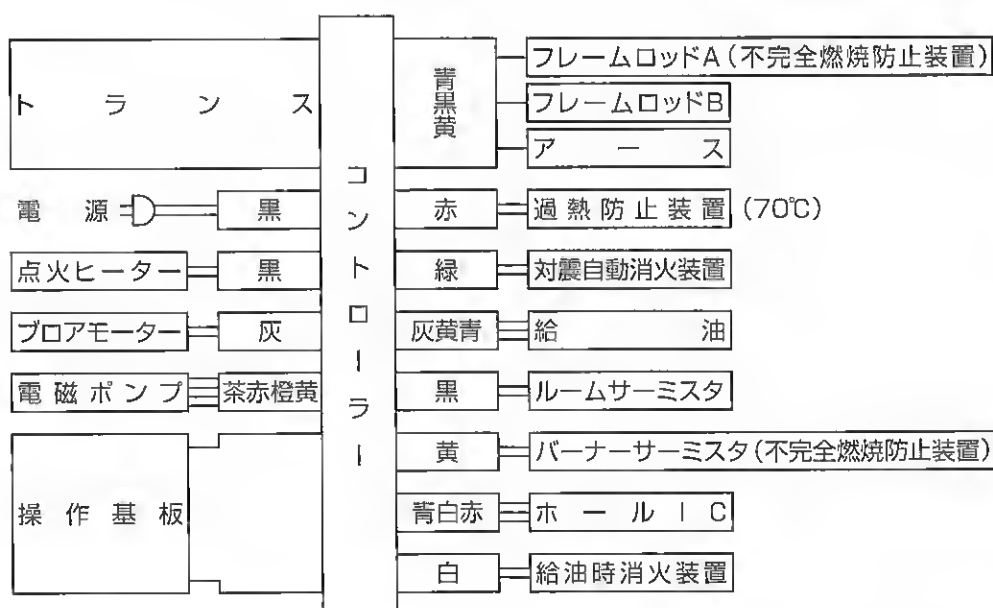 トランス
青黒黄
フレームロッドA(不完全燃焼防止装置)
フレームロッドB
アース
コントローラー
電源
黒
赤
過熱防止装置
(70℃)
点火ヒーター
黒
緑
対震自動消火装置
ブロアモーター
灰
灰黄青
給油
電磁ポンプ
茶赤橙黄
黒
ルームサーミスタ
操作基板
黄
バーナーサーミスタ(不完全燃焼防止装置)
青白赤
ホールIC
白
給油時消火装置